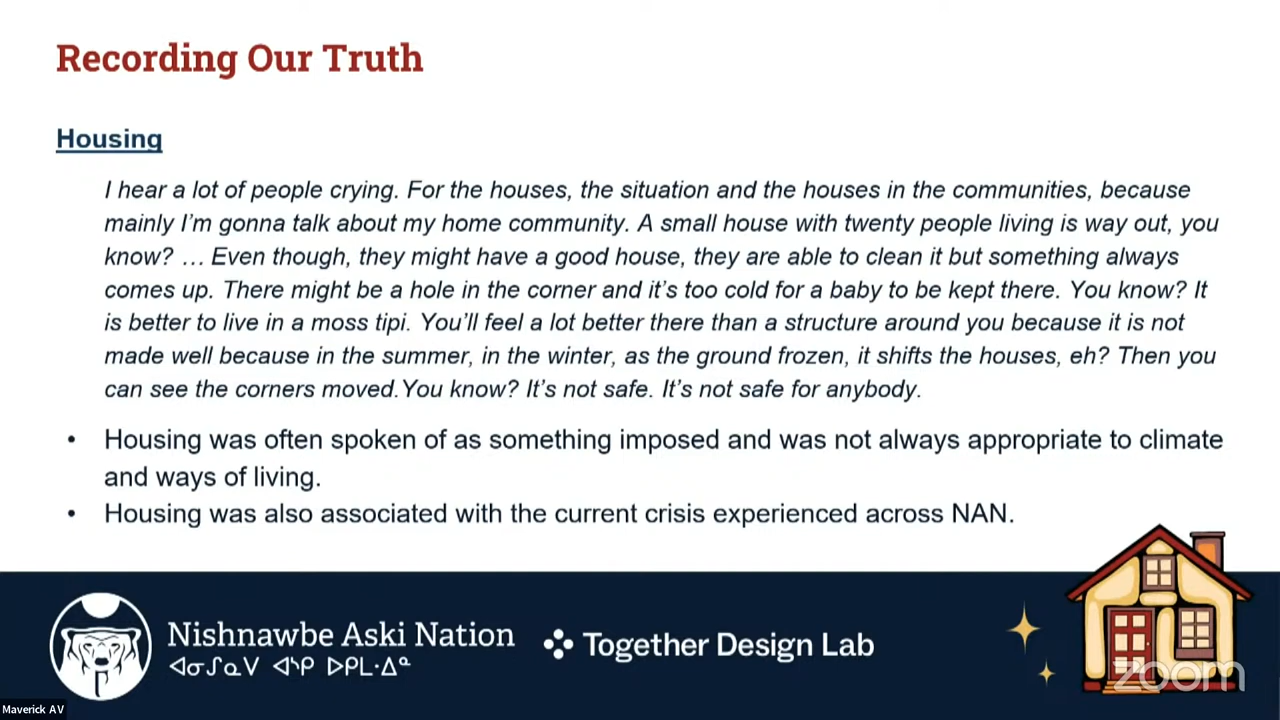 Recording Our Truth
Housing
I hear a lot of people crying. For the houses, the situation and the houses in the communities, because
mainly I'm gonna talk about my home community. A small house with twenty people living is way out, you
know? … Even though, they might have a good house, they are able to clean it but something always
comes up. There might be a hole in the corner and it's too cold for a baby to be kept there. You know? It
is better to live in a moss tipi. You'll feel a lot better there than a structure around you because it is not
made well because in the summer, in the winter, as the ground frozen, it shifts the houses, eh? Then you
can see the corners moved.You know? It's not safe. It's not safe for anybody.
• Housing was often spoken of as something imposed and was not always appropriate to climate
and ways of living.
• Housing was also associated with the current crisis experienced across NAN.
Nishnawbe Aski Nation
ᐊᓂᔑᓇᐯ ᐊᔅᑭ ᐅᑭᒪᐧᐃᓐ
Together Design Lab
zoom
Maverick AV